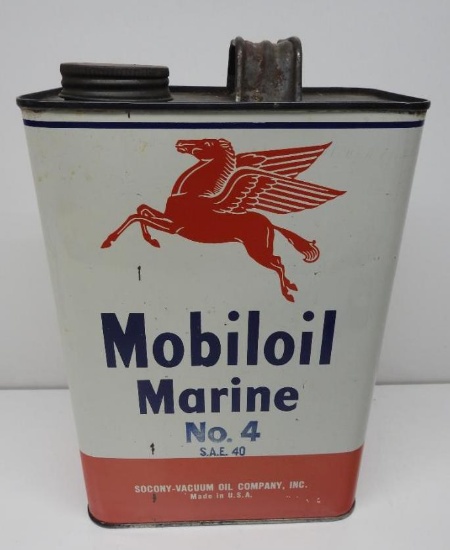 Mobiloil
Marine
No. 4
S.A.E. 40
SOCONY-VACUUM OIL COMPANY, INC.
Made in U.S.A.